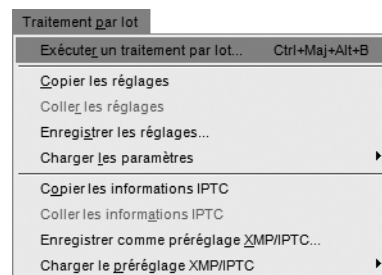 Traitement par lot
Exécuter un traitement par lot... Ctrl+Maj+Alt+B
Copier les réglages
Coller les réglages
Enregistrer les réglages...
Charger les paramètres
Copier les informations IPTC
Coller les informations IPTC
Enregistrer comme préréglage XMP/IPTC...
Charger le préréglage XMP/IPTC